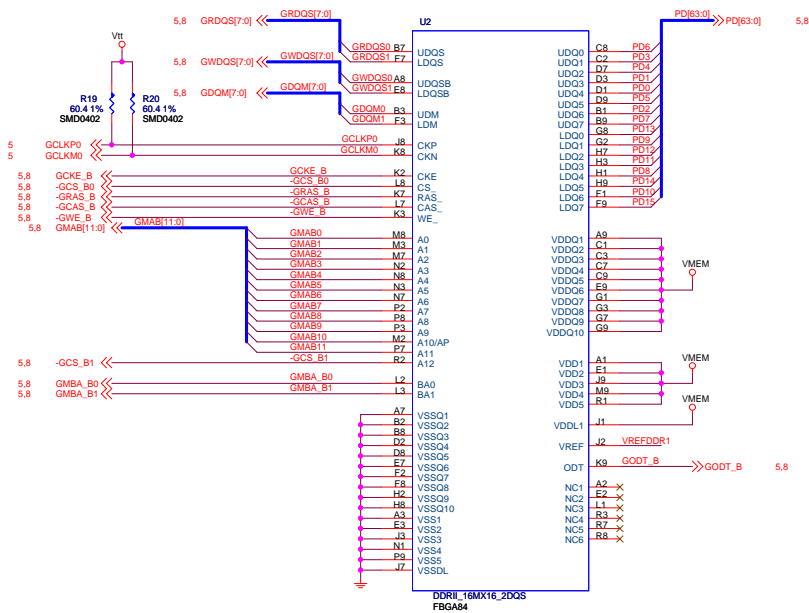 5,8 GRDQS[7:0]
GRDQS0 B7 UDQS
GRDQS1 F7 LDQS
5,8 GWDQS[7:0] GWDQS[7:0]
GWDQS0 A8 UDQSB
GWDQS1 E8 LDQSB
5,8 GDQM[7:0] GDQM[7:0]
GDQM0 B3 UDM
GDQM1 F3 LDM
Vtt
R19
60.4 1%
SMD0402
R20
60.4 1%
SMD0402
5 GCLKP0 GCLKP0 J8 CKP
5 GCLKM0 GCLKM0 K8 CKN
5,8 GCKE_B GCKE_B K2 CKE
5,8 -GCS_B0 -GCS_B0 L8 CS_
5,8 -GRAS_B -GRAS_B K7 RAS_
5,8 -GCAS_B -GCAS_B L7 CAS_
5,8 -GWE_B -GWE_B K3 WE_
5,8 GMAB[11:0] GMAB[11:0]
GMAB0 M8 A0
GMAB1 M3 A1
GMAB2 M7 A2
GMAB3 N2 A3
GMAB4 N8 A4
GMAB5 N3 A5
GMAB6 N7 A6
GMAB7 P2 A7
GMAB8 P8 A8
GMAB9 P3 A9
GMAB10 M2 A10/AP
GMAB11 P7 A11
5,8 -GCS_B1 -GCS_B1 R2 A12
5,8 GMBA_B0 GMBA_B0 L2 BA0
5,8 GMBA_B1 GMBA_B1 L3 BA1
A7 VSSQ1
B2 VSSQ2
B8 VSSQ3
D2 VSSQ4
D8 VSSQ5
E7 VSSQ6
F2 VSSQ7
F8 VSSQ8
H2 VSSQ9
H8 VSSQ10
A3 VSS1
E3 VSS2
J3 VSS3
N1 VSS4
P9 VSS5
J7 VSSDL
U2
PD[63:0] PD[63:0] 5,8
UDQ0 C8 PD6
UDQ1 C2 PD3
UDQ2 D7 PD4
UDQ3 D3 PD1
UDQ4 D1 PD0
UDQ5 D9 PD5
UDQ6 B1 PD2
UDQ7 B9 PD7
LDQ0 G8 PD13
LDQ1 G2 PD9
LDQ2 H7 PD12
LDQ3 H3 PD11
LDQ4 H1 PD8
LDQ5 H9 PD14
LDQ6 F1 PD10
LDQ7 F9 PD15
VDDQ1 A9
VDDQ2 C1
VDDQ3 C3
VDDQ4 C7
VDDQ5 C9
VDDQ6 E9
VDDQ7 G1
VDDQ8 G3
VDDQ9 G7
VDDQ10 G9
VMEM
VDD1 A1
VDD2 E1
VDD3 J9
VDD4 M9
VDD5 R1
VMEM
VMEM
VDDL1 J1
VREF J2 VREFDDR1
ODT K9 GODT_B GODT_B 5,8
NC1 A2
NC2 E2
NC3 L1
NC4 R3
NC5 R7
NC6 R8
DDRII_16MX16_2DQS
FBGA84